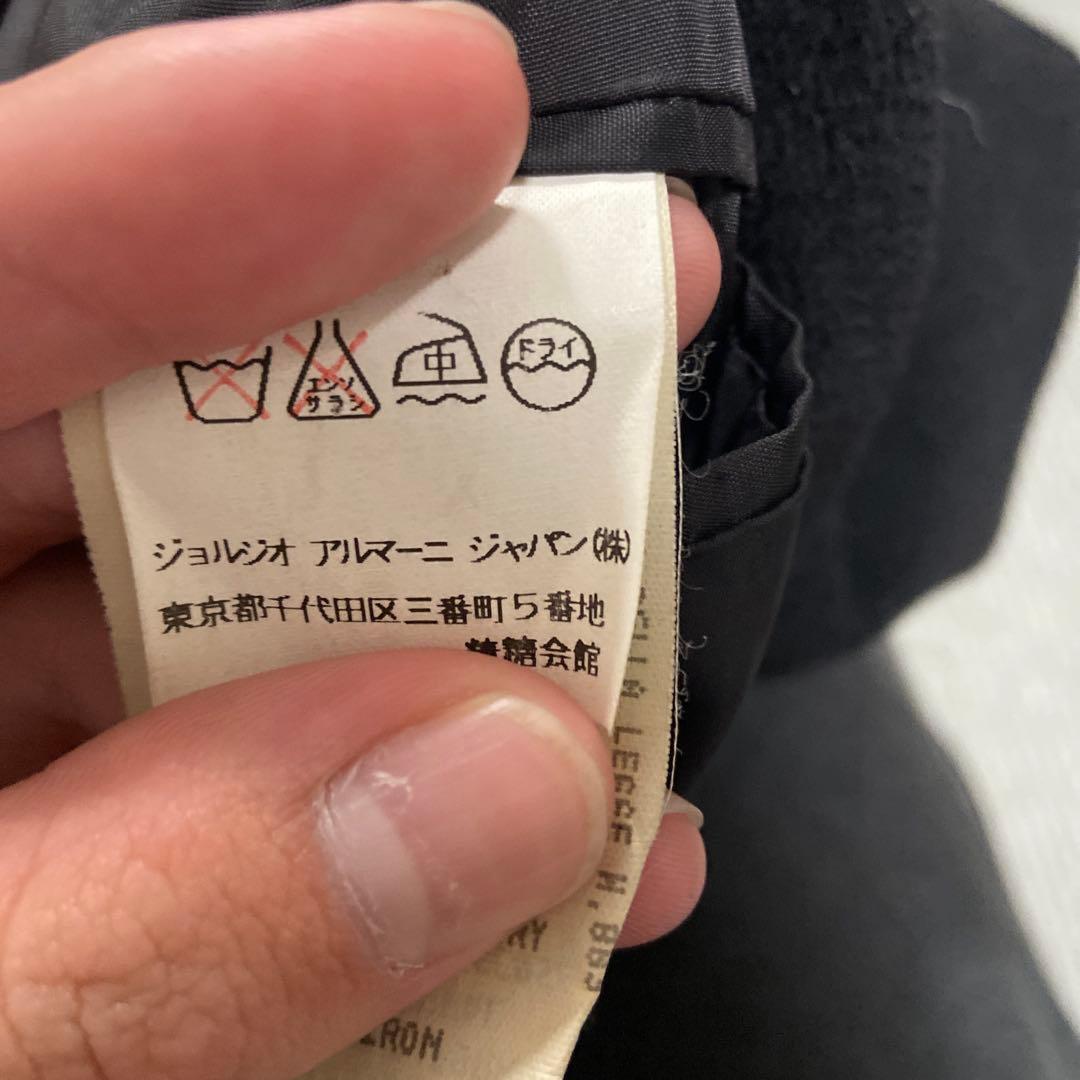 エンソ
サラシ
中
ドライ
ジョルジオ アルマーニ ジャパン(株)
東京都千代田区三番町5番地
精糖会館
IRON